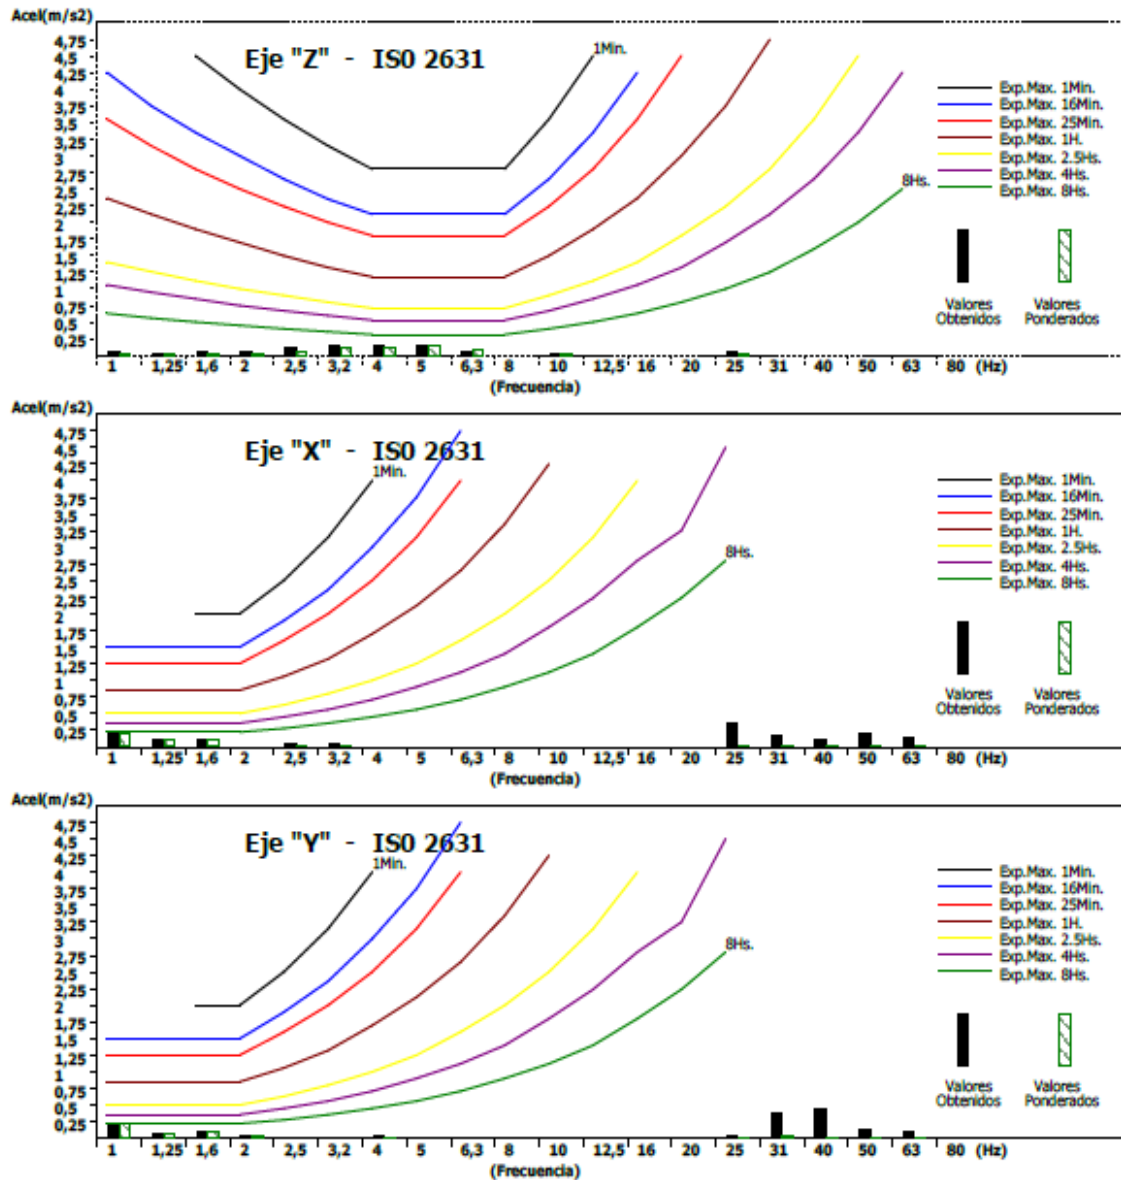 Acel(m/s2)
4,75
4,5
4,25
4
3,75
3,5
3,25
3
2,75
2,5
2,25
2
1,75
1,5
1,25
1
0,75
0,5
0,25
Eje "Z" - IS0 2631
1Min.
8Hs.
Exp.Max. 1Min.
Exp.Max. 16Min.
Exp.Max. 25Min.
Exp.Max. 1H.
Exp.Max. 2.5Hs.
Exp.Max. 4Hs.
Exp.Max. 8Hs.
Valores Valores
Obtenidos Ponderados
1 1,25 1,6 2 2,5 3,2 4 5 6,3 8 10 12,5 16 20 25 31 40 50 63 80 (Hz)
(Frecuencia)
Acel(m/s2)
4,75
4,5
4,25
4
3,75
3,5
3,25
3
2,75
2,5
2,25
2
1,75
1,5
1,25
1
0,75
0,5
0,25
Eje "X" - IS0 2631
1Min.
8Hs.
Exp.Max. 1Min.
Exp.Max. 16Min.
Exp.Max. 25Min.
Exp.Max. 1H.
Exp.Max. 2.5Hs.
Exp.Max. 4Hs.
Exp.Max. 8Hs.
Valores Valores
Obtenidos Ponderados
1 1,25 1,6 2 2,5 3,2 4 5 6,3 8 10 12,5 16 20 25 31 40 50 63 80 (Hz)
(Frecuencia)
Acel(m/s2)
4,75
4,5
4,25
4
3,75
3,5
3,25
3
2,75
2,5
2,25
2
1,75
1,5
1,25
1
0,75
0,5
0,25
Eje "Y" - IS0 2631
1Min.
8Hs.
Exp.Max. 1Min.
Exp.Max. 16Min.
Exp.Max. 25Min.
Exp.Max. 1H.
Exp.Max. 2.5Hs.
Exp.Max. 4Hs.
Exp.Max. 8Hs.
Valores Valores
Obtenidos Ponderados
1 1,25 1,6 2 2,5 3,2 4 5 6,3 8 10 12,5 16 20 25 31 40 50 63 80 (Hz)
(Frecuencia)